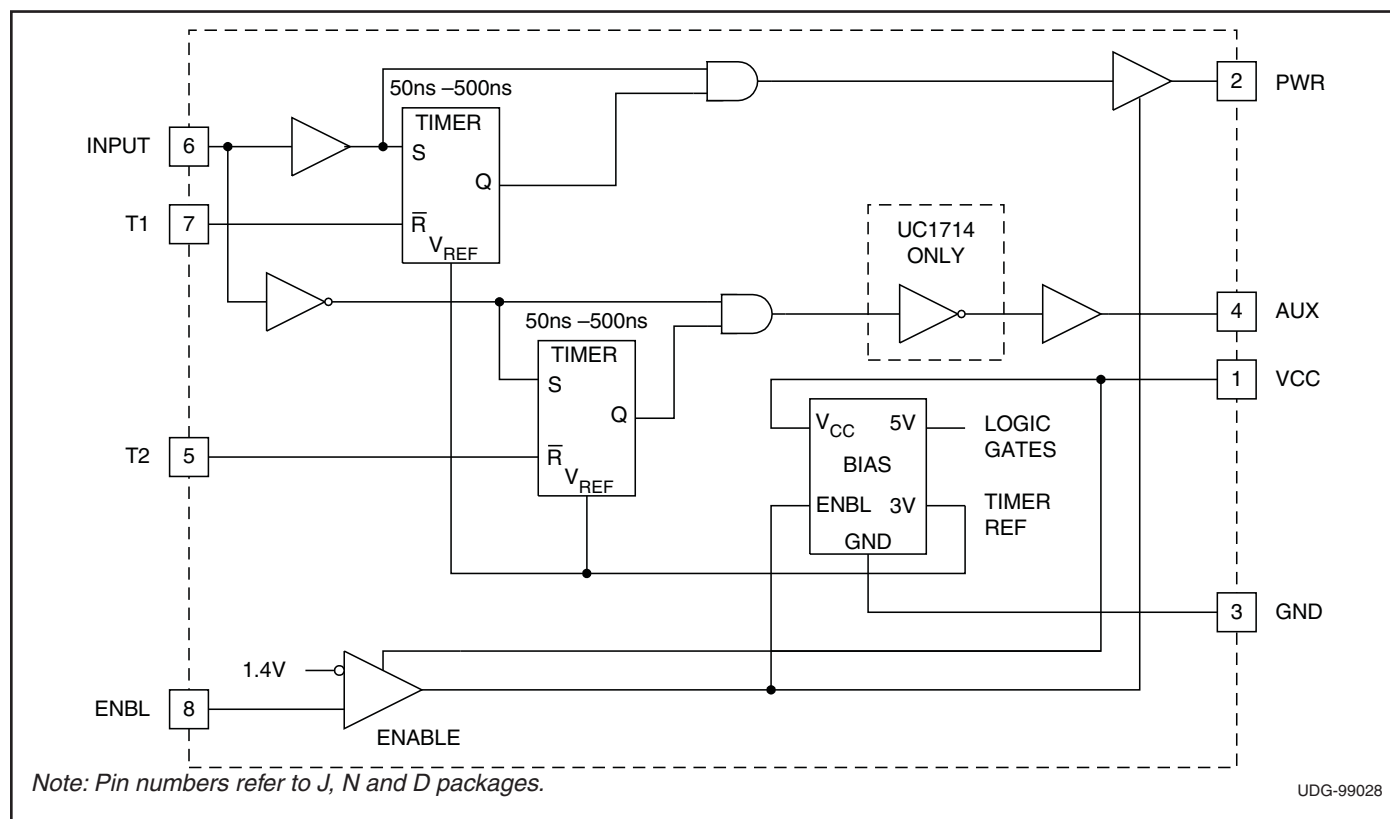 50ns –500ns
TIMER
S
Q
R̅
VREF
INPUT
6
T1
7
2
PWR
UC1714
ONLY
50ns –500ns
TIMER
S
Q
R̅
VREF
T2
5
4
AUX
1
VCC
VCC
5V
BIAS
ENBL
3V
GND
LOGIC
GATES
TIMER
REF
3
GND
1.4V
ENBL
8
ENABLE
Note: Pin numbers refer to J, N and D packages.
UDG-99028